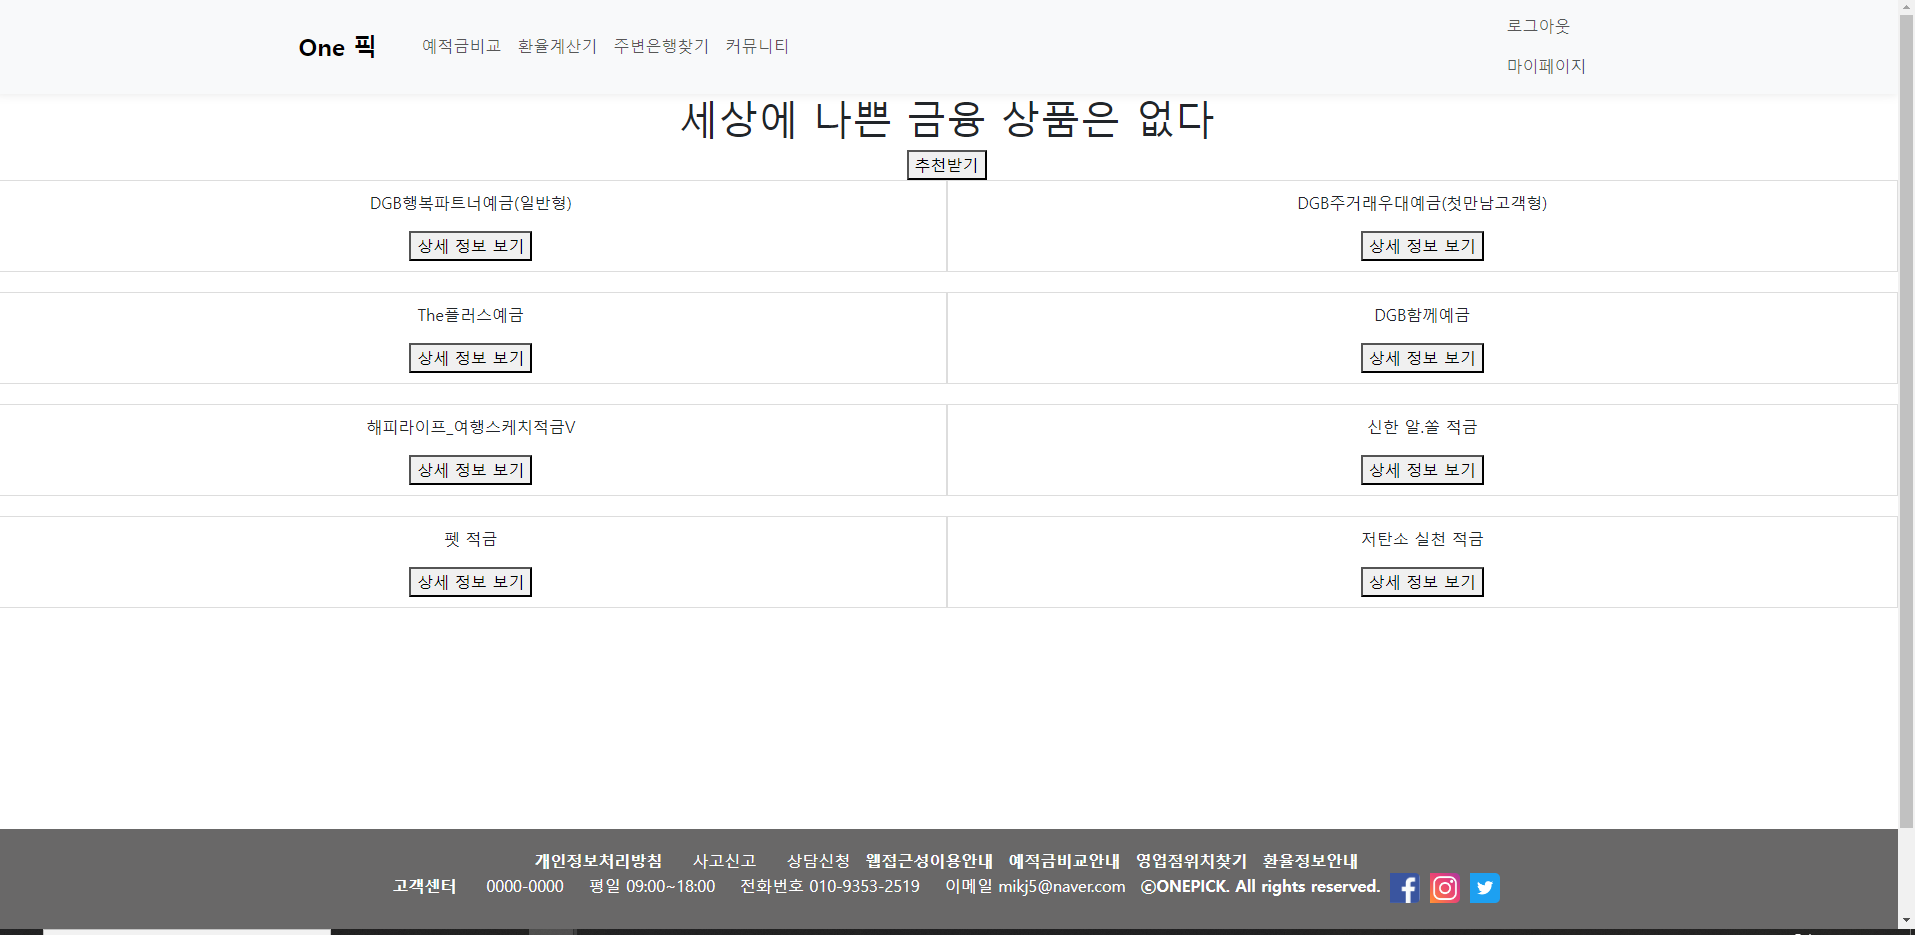 One 픽 예적금비교 환율계산기 주변은행찾기 커뮤니티
로그아웃
마이페이지
세상에 나쁜 금융 상품은 없다
추천받기
DGB행복파트너예금(일반형)
상세 정보 보기
DGB주거래우대예금(첫만남고객형)
상세 정보 보기
The플러스예금
상세 정보 보기
DGB함께예금
상세 정보 보기
해피라이프_여행스케치적금V
상세 정보 보기
신한 알.쏠 적금
상세 정보 보기
펫 적금
상세 정보 보기
저탄소 실천 적금
상세 정보 보기
개인정보처리방침 사고신고 상담신청 웹접근성이용안내 예적금비교안내 영업점위치찾기 환율정보안내
고객센터 0000-0000 평일 09:00~18:00 전화번호 010-9353-2519 이메일 mikj5@naver.com ⓒONEPICK. All rights reserved.